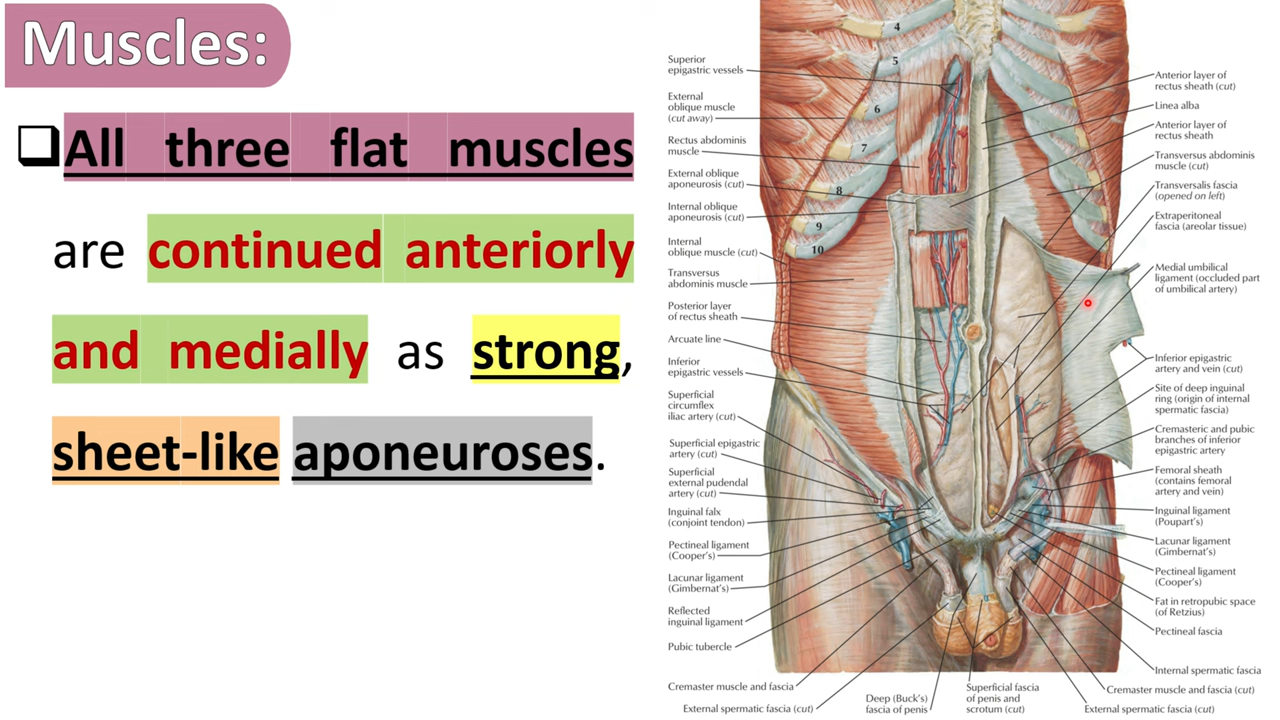 Muscles:
❑All three flat muscles
are continued anteriorly
and medially as strong,
sheet-like aponeuroses.
Superior
epigastric vessels
External
oblique muscle
(cut away)
Rectus abdominis
muscle
External oblique
aponeurosis (cut)
Internal oblique
aponeurosis (cut)
Internal
oblique muscle (cut)
Transversus
abdominis muscle
Posterior layer
of rectus sheath
Arcuate line
Inferior
epigastric vessels
Superficial
circumflex
iliac artery (cut)
Superficial epigastric
artery (cut)
Superficial
external pudendal
artery (cut)
Inguinal falx
(conjoint tendon)
Pectineal ligament
(Cooper's)
Lacunar ligament
(Gimbernat's)
Reflected
inguinal ligament
Pubic tubercle
Cremaster muscle and fascia
External spermatic fascia (cut)
Deep (Buck's)
fascia of penis
4
5
6
7
8
9
10
Superficial fascia
of penis and
scrotum (cut)
Anterior layer of
rectus sheath (cut)
Linea alba
Anterior layer of
rectus sheath
Transversus abdominis
muscle (cut)
Transversalis fascia
(opened on left)
Extraperitoneal
fascia (areolar tissue)
Medial umbilical
ligament (occluded part
of umbilical artery)
Inferior epigastric
artery and vein (cut)
Site of deep inguinal
ring (origin of internal
spermatic fascia)
Cremasteric and pubic
branches of inferior
epigastric artery
Femoral sheath
(contains femoral
artery and vein)
Inguinal ligament
(Poupart's)
Lacunar ligament
(Gimbernat's)
Pectineal ligament
(Cooper's)
Fat in retropubic space
(of Retzius)
Pectineal fascia
Internal spermatic fascia
Cremaster muscle and fascia (cut)
External spermatic fascia (cut)